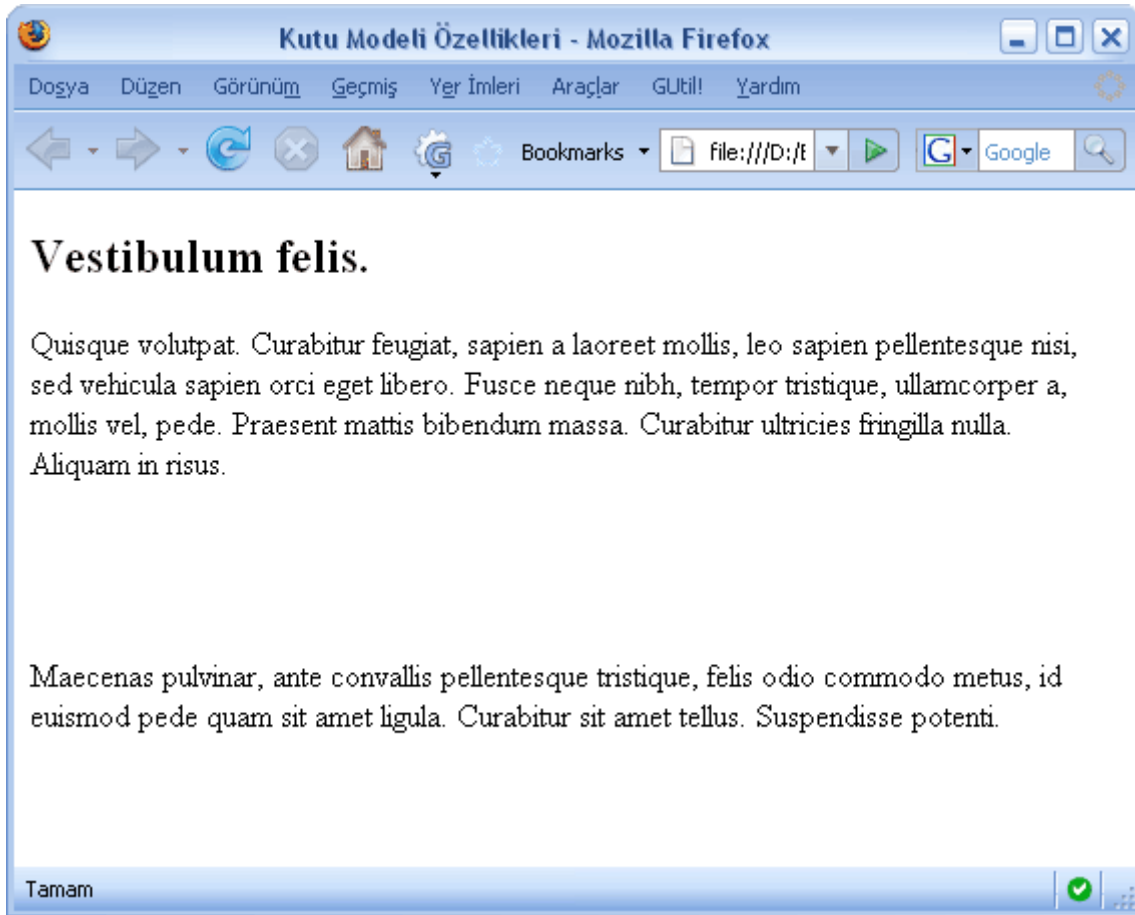 Kutu Modeli Özellikleri - Mozilla Firefox
Dosya Düzen Görünüm Geçmiş Yer İmleri Araçlar GUtil! Yardım
G Bookmarks file:///D:/E G Google
Vestibulum felis.
Quisque volutpat. Curabitur feugiat, sapien a laoreet mollis, leo sapien pellentesque nisi,
sed vehicula sapien orci eget libero. Fusce neque nibh, tempor tristique, ullamcorper a,
mollis vel, pede. Praesent mattis bibendum massa. Curabitur ultricies fringilla nulla.
Aliquam in risus.
Maecenas pulvinar, ante convallis pellentesque tristique, felis odio commodo metus, id
euismod pede quam sit amet ligula. Curabitur sit amet tellus. Suspendisse potenti.
Tamam